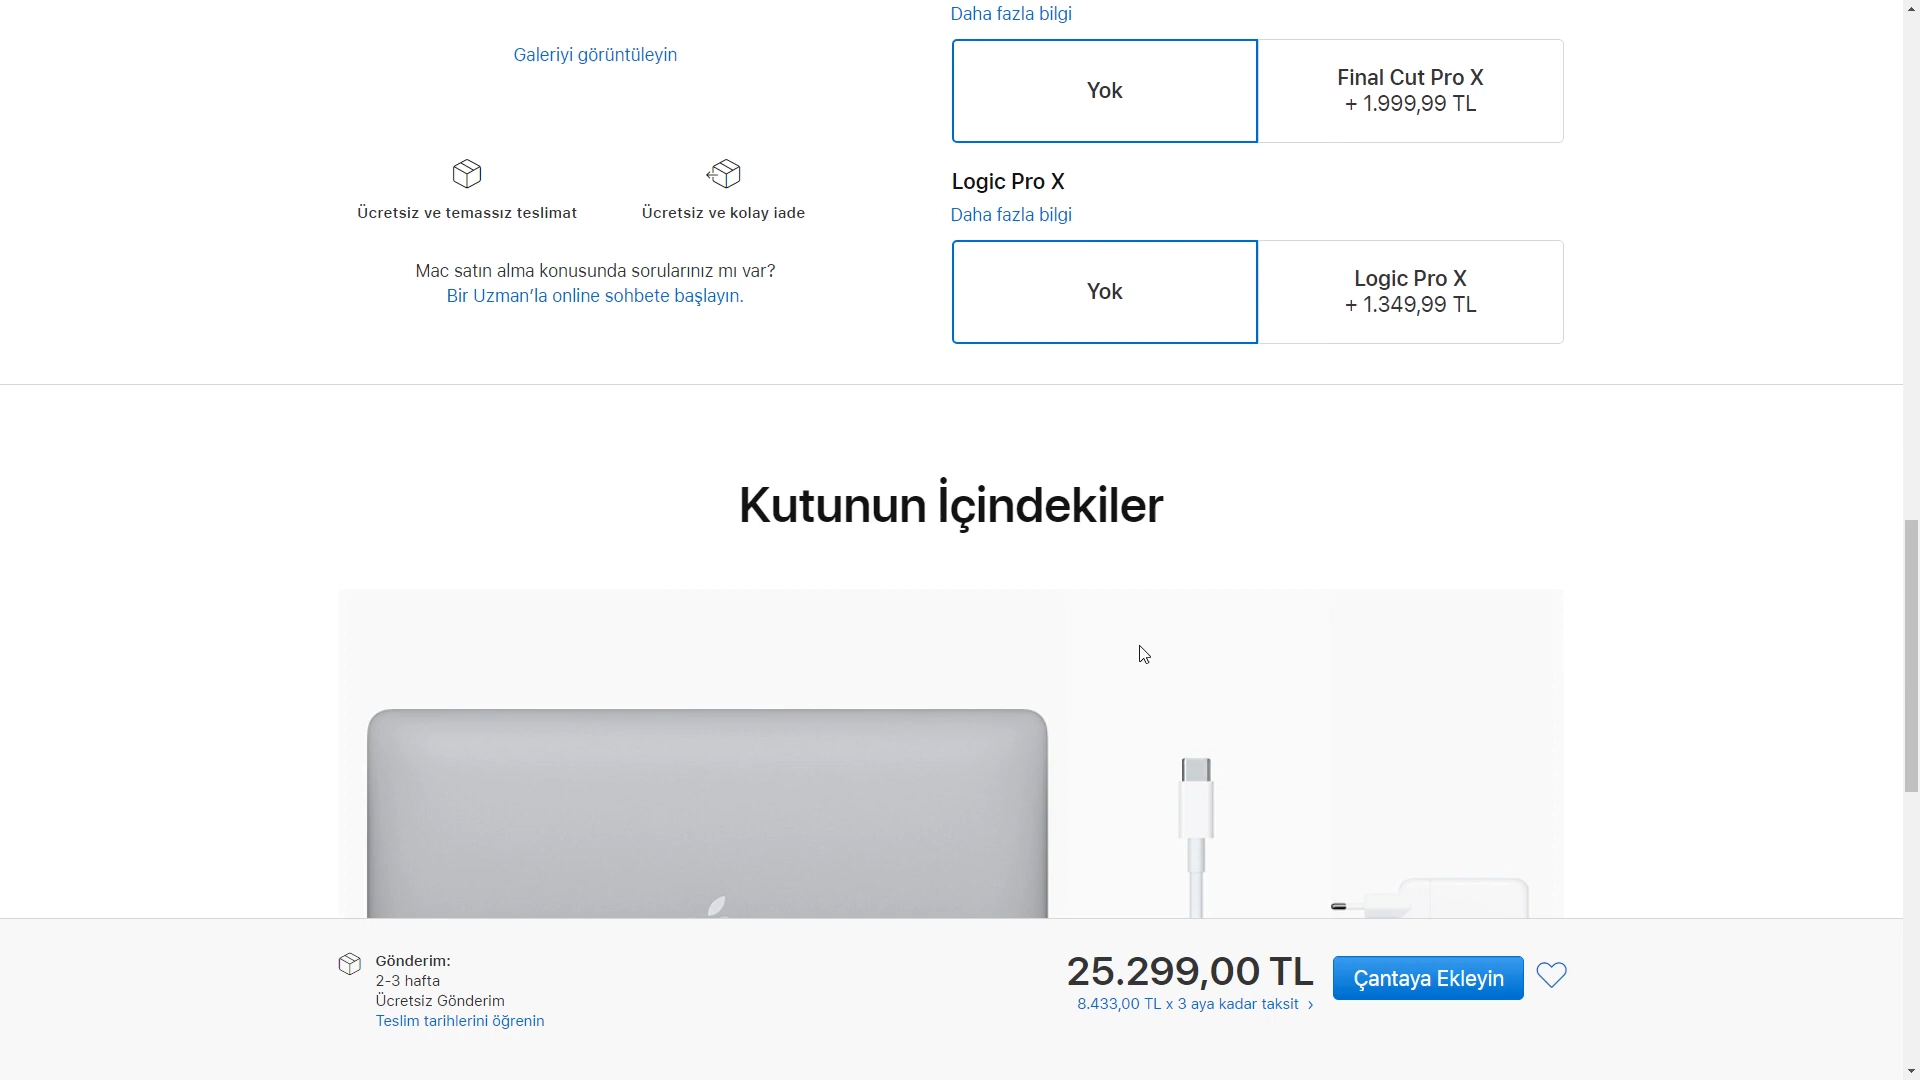 Daha fazla bilgi
Galeriyi görüntüleyin
Yok
Final Cut Pro X
+ 1.999,99 TL
Ücretsiz ve temassız teslimat
Ücretsiz ve kolay iade
Logic Pro X
Daha fazla bilgi
Mac satın alma konusunda sorularınız mı var?
Bir Uzman’la online sohbete başlayın.
Yok
Logic Pro X
+ 1.349,99 TL
Kutunun İçindekiler
Gönderim:
2-3 hafta
Ücretsiz Gönderim
Teslim tarihlerini öğrenin
25.299,00 TL
8.433,00 TL x 3 aya kadar taksit ›
Çantaya Ekleyin